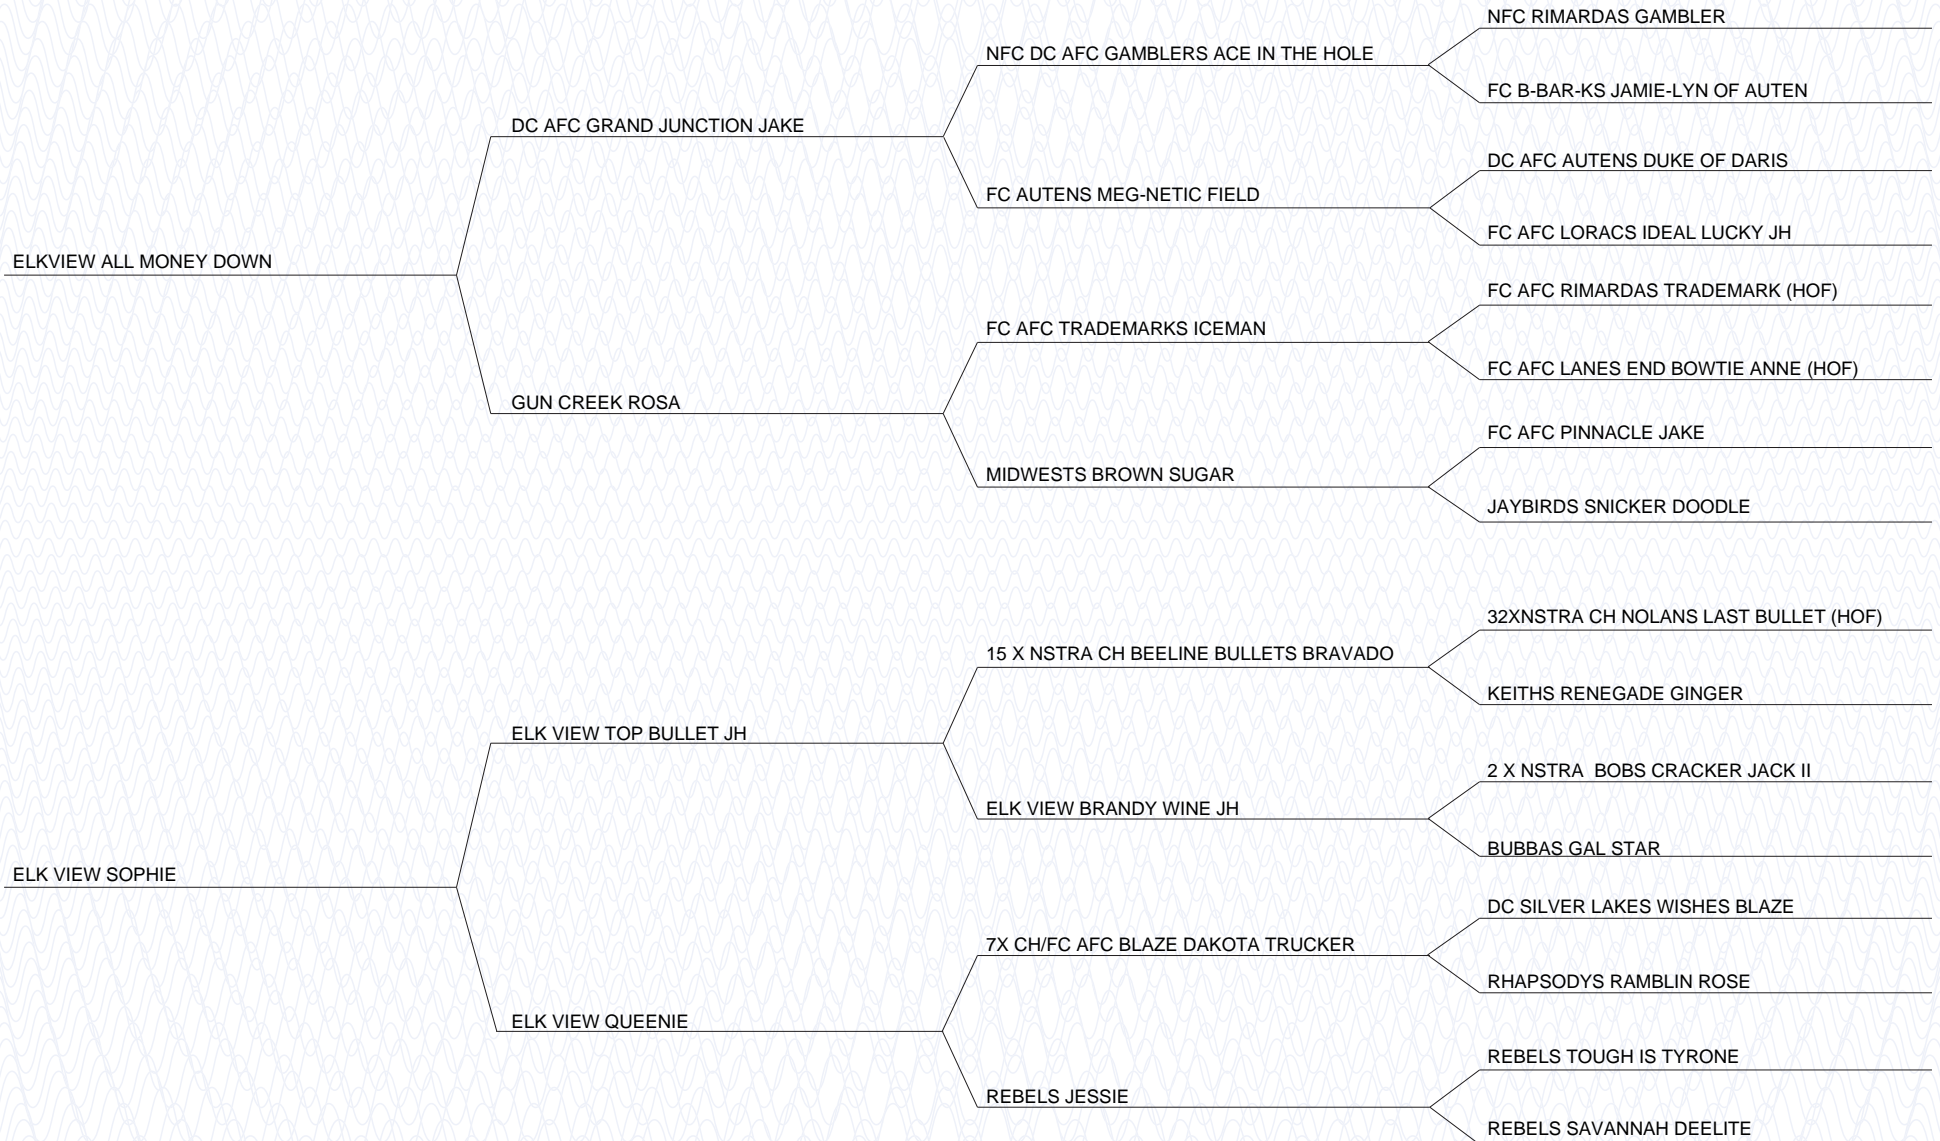 NFC RIMARDAS GAMBLER
NFC DC AFC GAMBLERS ACE IN THE HOLE
FC B-BAR-KS JAMIE-LYN OF AUTEN
DC AFC GRAND JUNCTION JAKE
DC AFC AUTENS DUKE OF DARIS
FC AUTENS MEG-NETIC FIELD
FC AFC LORACS IDEAL LUCKY JH
ELKVIEW ALL MONEY DOWN
FC AFC RIMARDAS TRADEMARK (HOF)
FC AFC TRADEMARKS ICEMAN
FC AFC LANES END BOWTIE ANNE (HOF)
GUN CREEK ROSA
FC AFC PINNACLE JAKE
MIDWESTS BROWN SUGAR
JAYBIRDS SNICKER DOODLE
32XNSTRA CH NOLANS LAST BULLET (HOF)
15 X NSTRA CH BEELINE BULLETS BRAVADO
KEITHS RENEGADE GINGER
ELK VIEW TOP BULLET JH
2 X NSTRA  BOBS CRACKER JACK II
ELK VIEW BRANDY WINE JH
BUBBAS GAL STAR
ELK VIEW SOPHIE
DC SILVER LAKES WISHES BLAZE
7X CH/FC AFC BLAZE DAKOTA TRUCKER
RHAPSODYS RAMBLIN ROSE
ELK VIEW QUEENIE
REBELS TOUGH IS TYRONE
REBELS JESSIE
REBELS SAVANNAH DEELITE